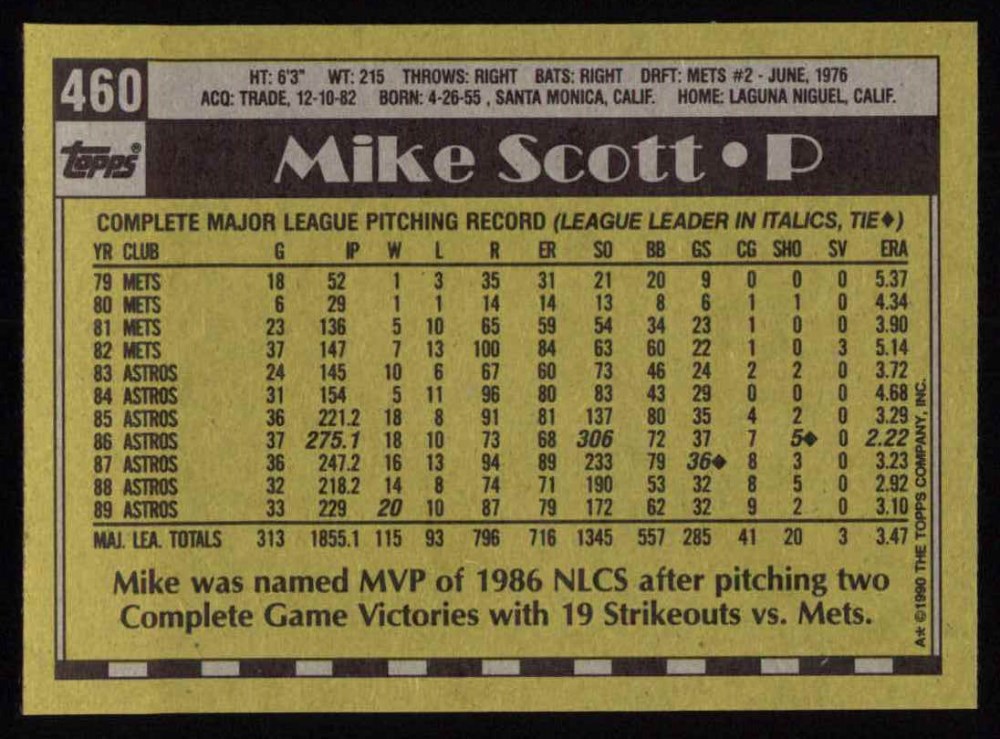 460
HT: 6'3" WT: 215 THROWS: RIGHT BATS: RIGHT DRFT: METS #2 - JUNE, 1976
ACQ: TRADE, 12-10-82 BORN: 4-26-55 , SANTA MONICA, CALIF. HOME: LAGUNA NIGUEL, CALIF.
topps®
Mike Scott • P
COMPLETE MAJOR LEAGUE PITCHING RECORD (LEAGUE LEADER IN ITALICS, TIE◆)
YR CLUB G IP W L R ER SO BB GS CG SHO SV ERA
79 METS 18 52 1 3 35 31 21 20 9 0 0 0 5.37
80 METS 6 29 1 1 14 14 13 8 6 1 1 0 4.34
81 METS 23 136 5 10 65 59 54 34 23 1 0 0 3.90
82 METS 37 147 7 13 100 84 63 60 22 1 0 3 5.14
83 ASTROS 24 145 10 6 67 60 73 46 24 2 2 0 3.72
84 ASTROS 31 154 5 11 96 80 83 43 29 0 0 0 4.68
85 ASTROS 36 221.2 18 8 91 81 137 80 35 4 2 0 3.29
86 ASTROS 37 275.1 18 10 73 68 306 72 37 7 5◆ 0 2.22
87 ASTROS 36 247.2 16 13 94 89 233 79 36◆ 8 3 0 3.23
88 ASTROS 32 218.2 14 8 74 71 190 53 32 8 5 0 2.92
89 ASTROS 33 229 20 10 87 79 172 62 32 9 2 0 3.10
MAJ. LEA. TOTALS 313 1855.1 115 93 796 716 1345 557 285 41 20 3 3.47
Mike was named MVP of 1986 NLCS after pitching two
Complete Game Victories with 19 Strikeouts vs. Mets.
A* ©1990 THE TOPPS COMPANY, INC.